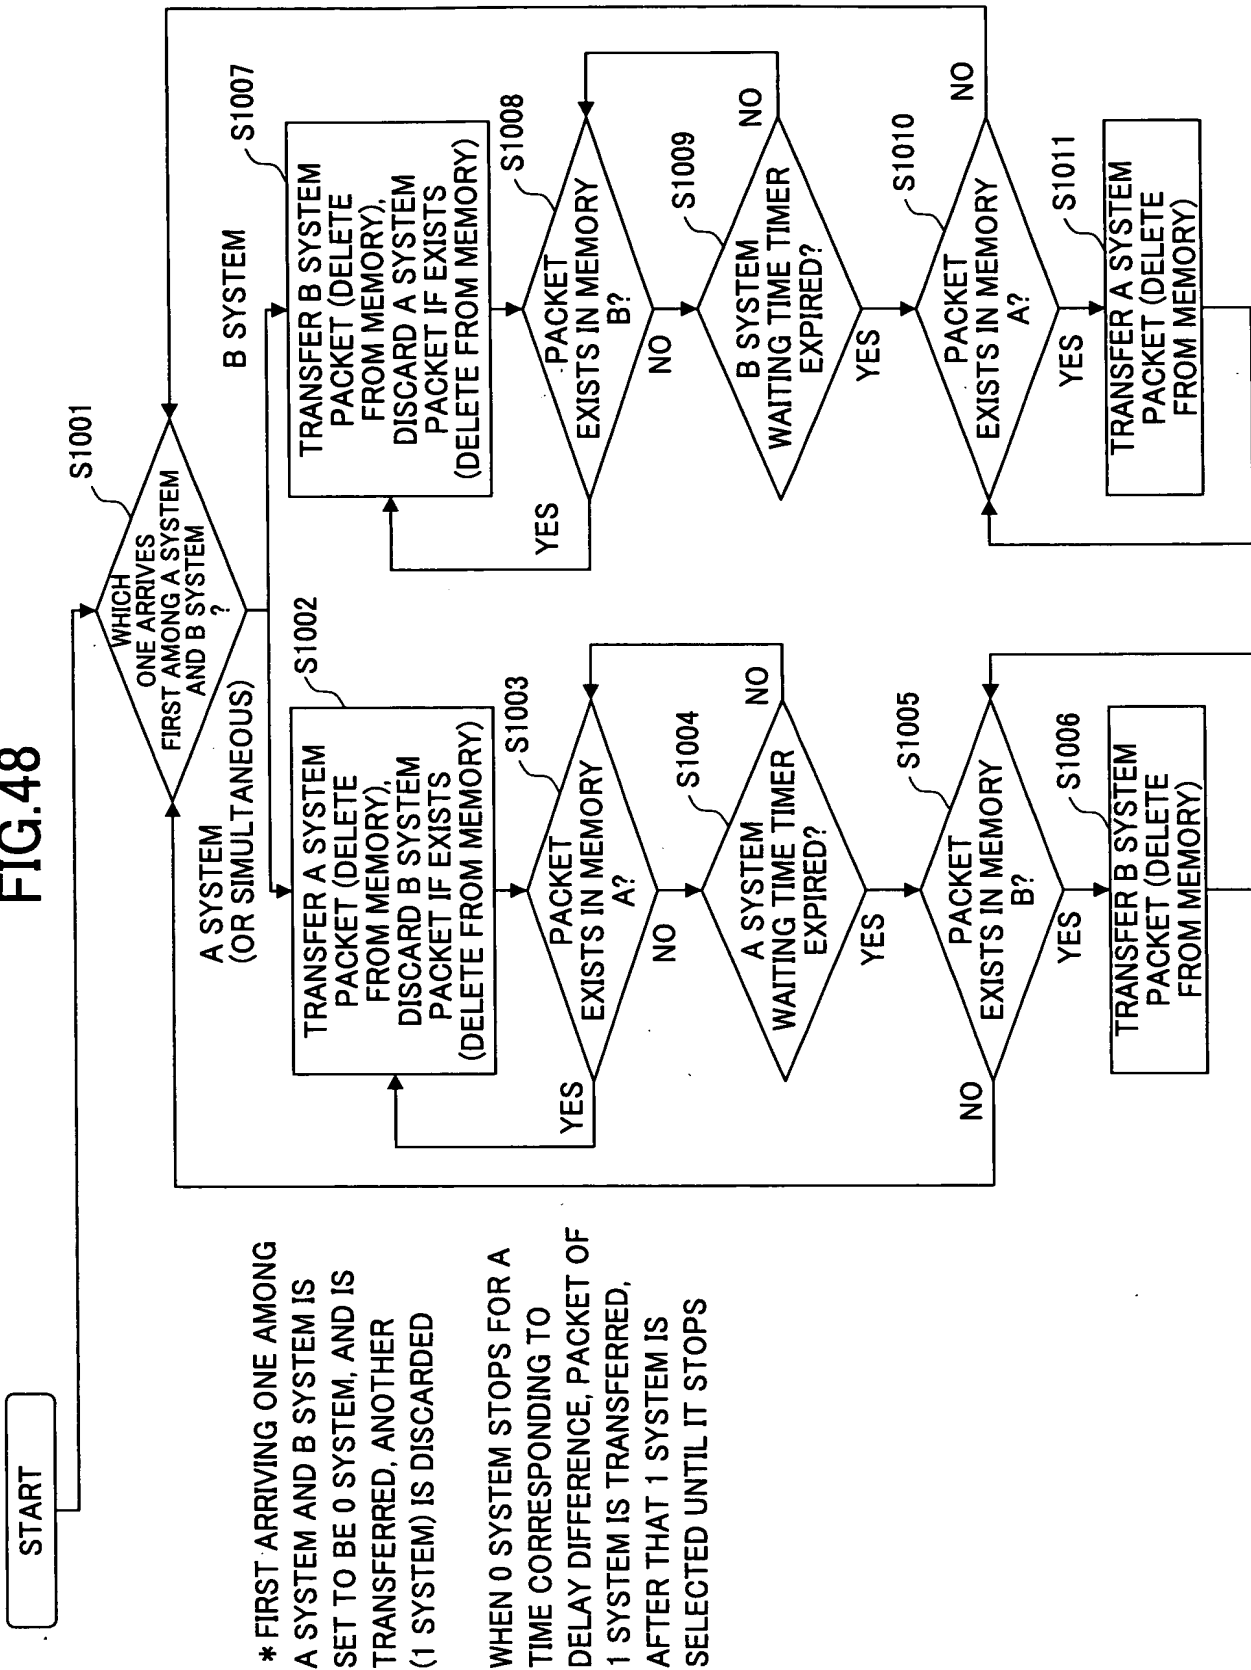 FIG.48
START
* FIRST ARRIVING ONE AMONG
A SYSTEM AND B SYSTEM IS
SET TO BE 0 SYSTEM, AND IS
TRANSFERRED, ANOTHER
(1 SYSTEM) IS DISCARDED
WHEN 0 SYSTEM STOPS FOR A
TIME CORRESPONDING TO
DELAY DIFFERENCE, PACKET OF
1 SYSTEM IS TRANSFERRED,
AFTER THAT 1 SYSTEM IS
SELECTED UNTIL IT STOPS
S1001
WHICH
ONE ARRIVES
FIRST AMONG A SYSTEM
AND B SYSTEM
?
A SYSTEM
(OR SIMULTANEOUS)
B SYSTEM
S1002
TRANSFER A SYSTEM
PACKET (DELETE
FROM MEMORY),
DISCARD B SYSTEM
PACKET IF EXISTS
(DELETE FROM MEMORY)
S1003
PACKET
EXISTS IN MEMORY
A?
YES
NO
S1004
A SYSTEM
WAITING TIME TIMER
EXPIRED?
NO
YES
S1005
PACKET
EXISTS IN MEMORY
B?
NO
YES
S1006
TRANSFER B SYSTEM
PACKET (DELETE
FROM MEMORY)
S1007
TRANSFER B SYSTEM
PACKET (DELETE
FROM MEMORY),
DISCARD A SYSTEM
PACKET IF EXISTS
(DELETE FROM MEMORY)
S1008
PACKET
EXISTS IN MEMORY
B?
YES
NO
S1009
B SYSTEM
WAITING TIME TIMER
EXPIRED?
NO
YES
S1010
PACKET
EXISTS IN MEMORY
A?
NO
YES
S1011
TRANSFER A SYSTEM
PACKET (DELETE
FROM MEMORY)